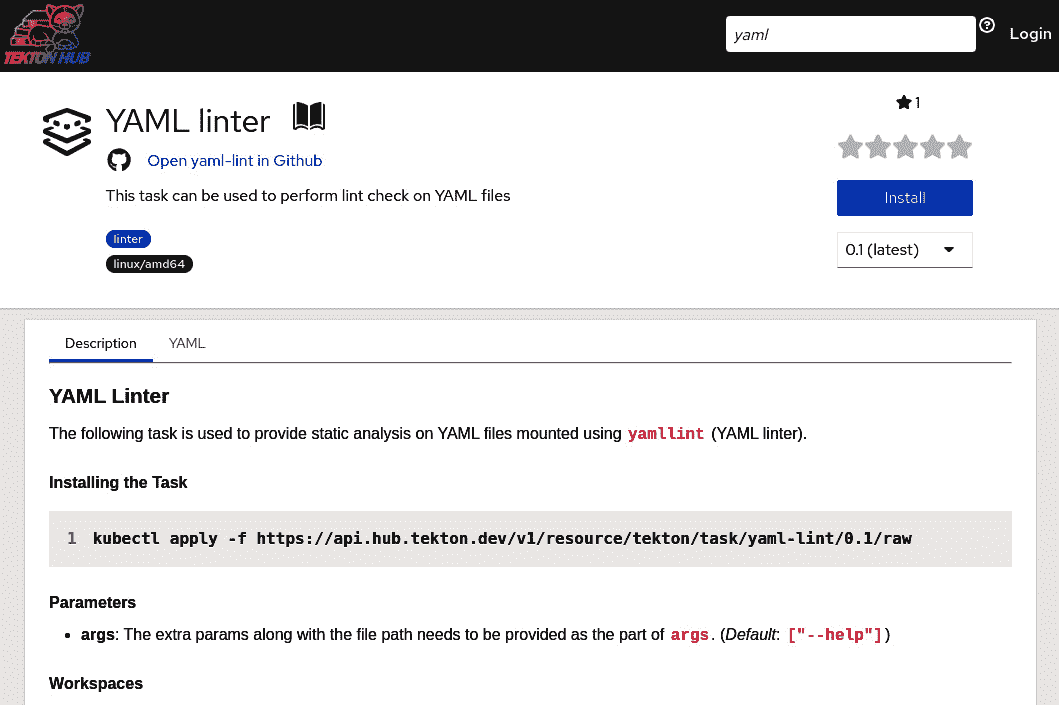 TEKTON HUB
yaml
Login
YAML linter
1
Open yaml-lint in Github
This task can be used to perform lint check on YAML files
Install
linter
0.1 (latest)
linux/amd64
Description YAML
YAML Linter
The following task is used to provide static analysis on YAML files mounted using yamllint (YAML linter).
Installing the Task
1 kubectl apply -f https://api.hub.tekton.dev/v1/resource/tekton/task/yaml-lint/0.1/raw
Parameters
• args: The extra params along with the file path needs to be provided as the part of args. (Default: ["--help"])
Workspaces